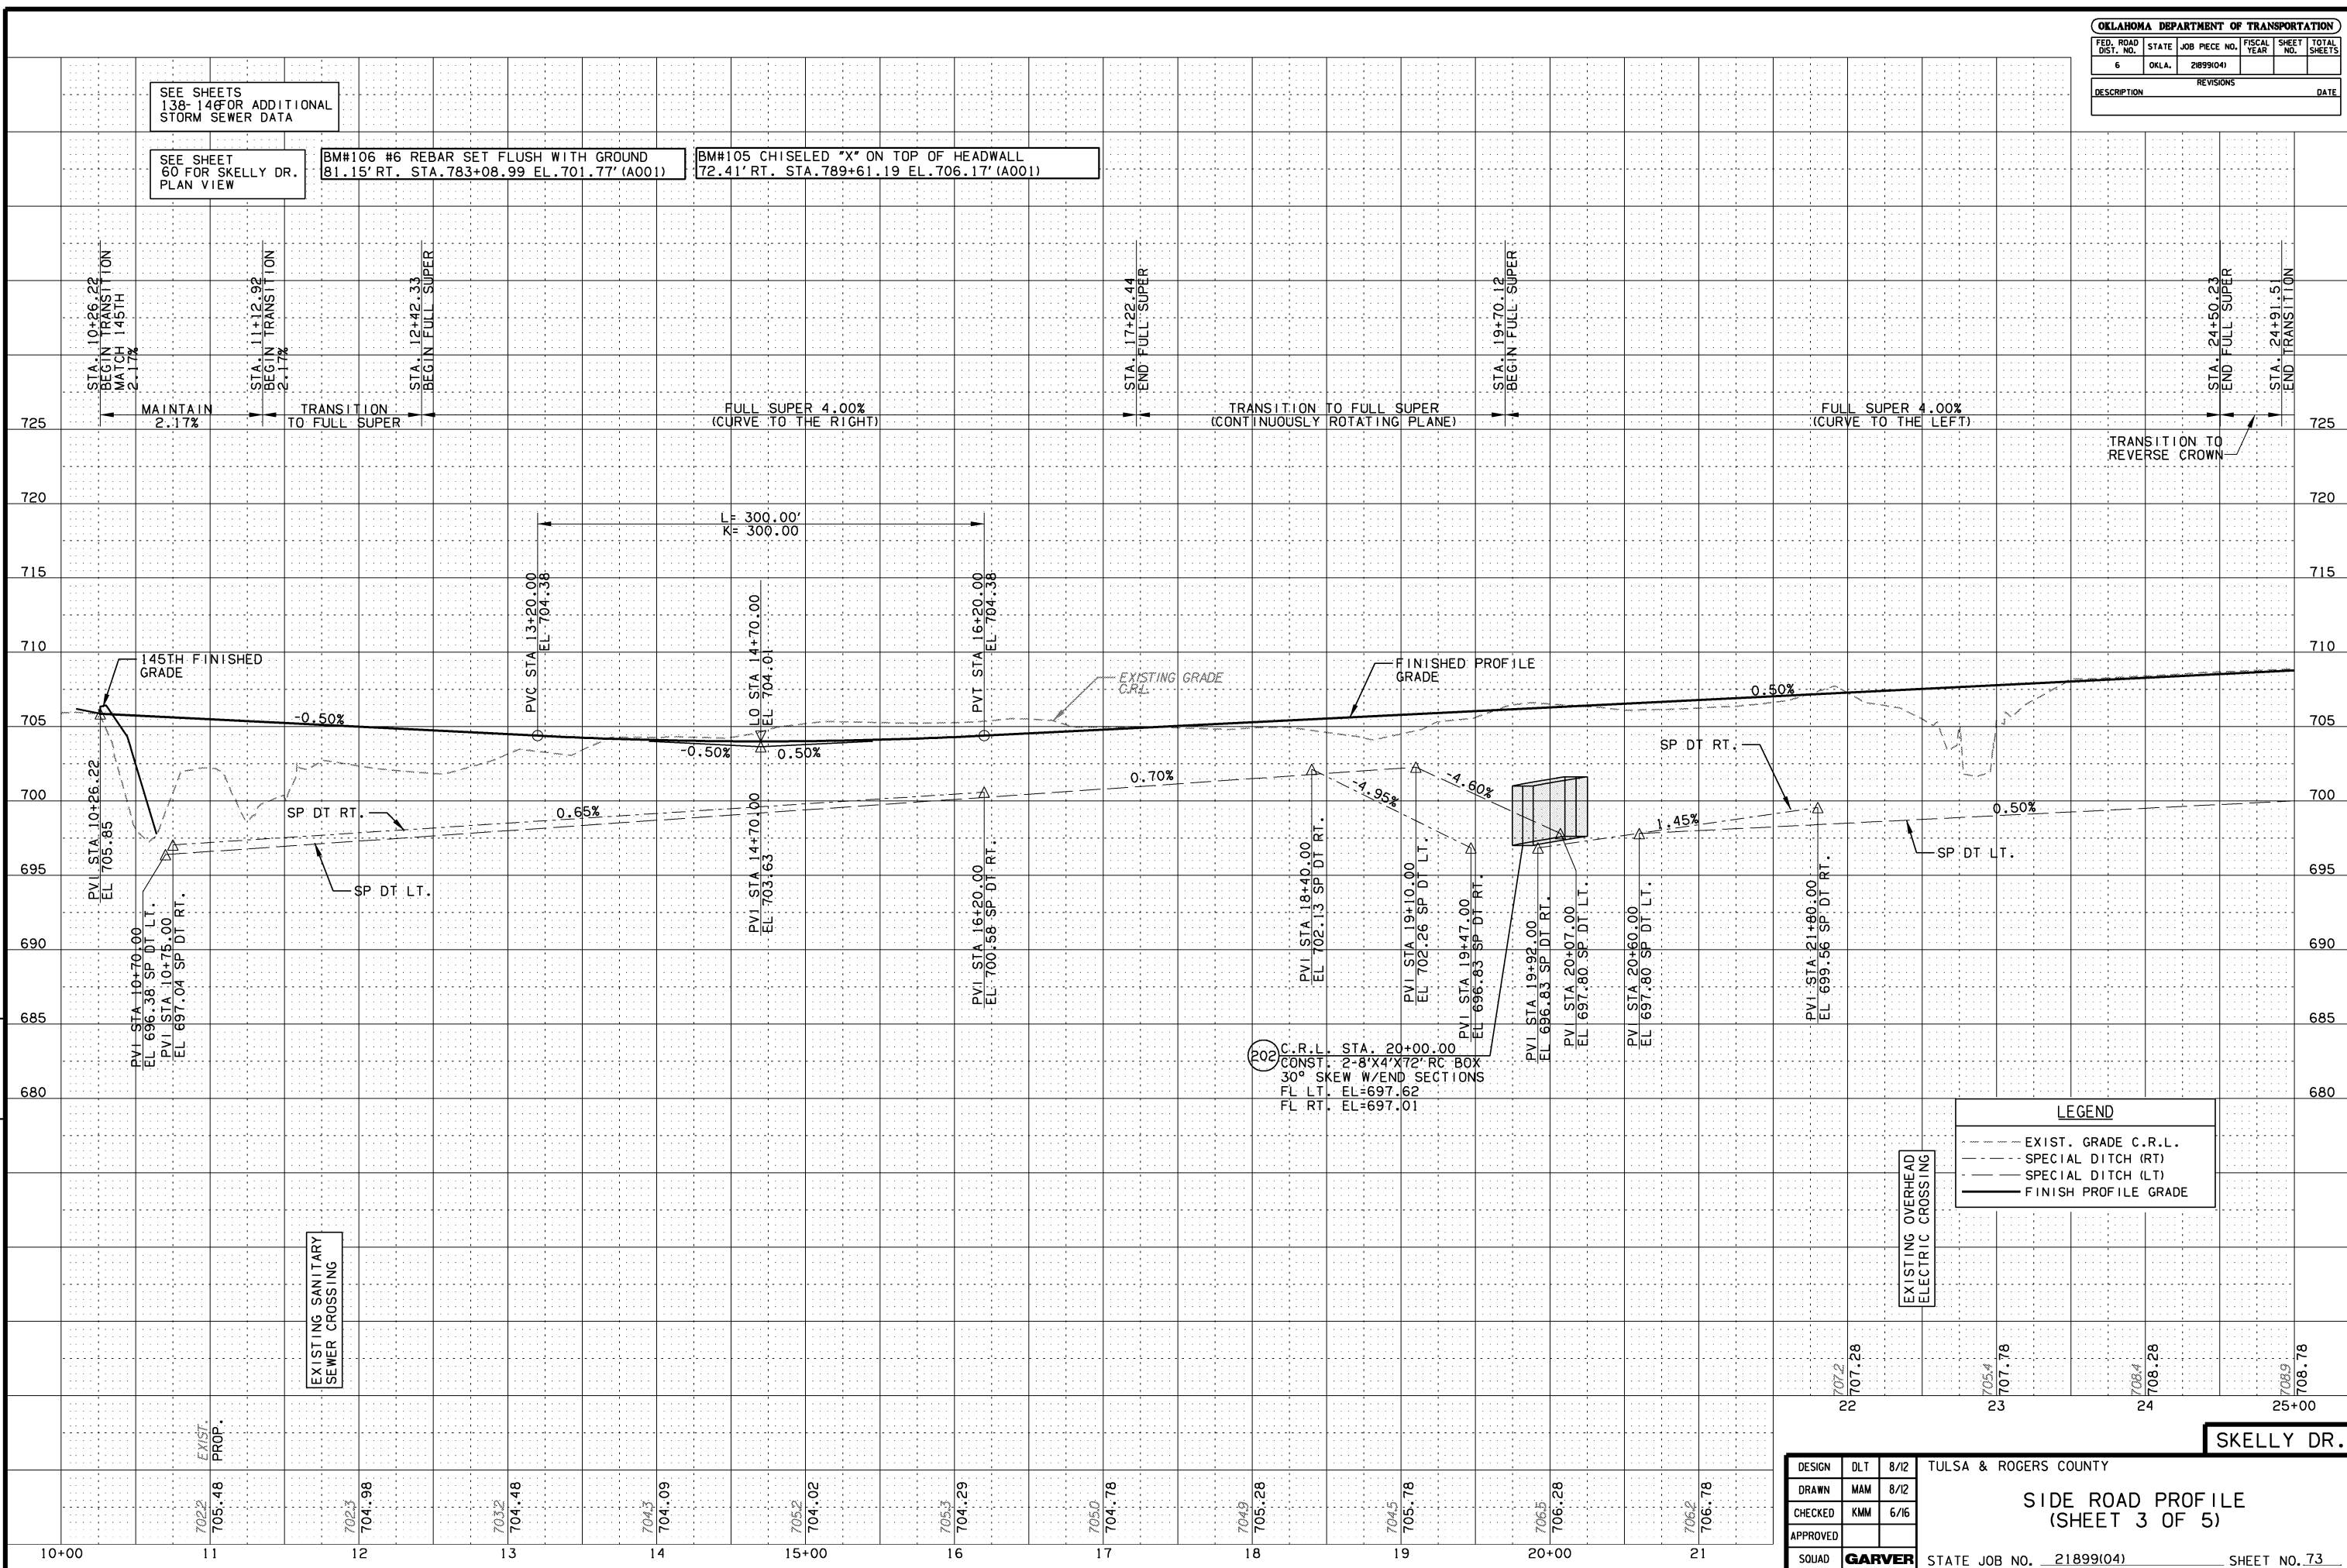 OKLAHOMA DEPARTMENT OF TRANSPORTATION
FED. ROAD DIST. NO.
STATE
JOB PIECE NO.
FISCAL YEAR
SHEET NO.
TOTAL SHEETS
6
OKLA.
21899(04)
REVISIONS
DESCRIPTION
DATE
SEE SHEETS
138-146 FOR ADDITIONAL
STORM SEWER DATA
SEE SHEET
60 FOR SKELLY DR.
PLAN VIEW
BM#106 #6 REBAR SET FLUSH WITH GROUND
81.15'RT. STA.783+08.99 EL.701.77'(A001)
BM#105 CHISELED "X" ON TOP OF HEADWALL
72.41'RT. STA.789+61.19 EL.706.17'(A001)
STA. 10+26.22
BEGIN TRANSITION
MATCH 145TH
2.17%
STA. 11+12.92
BEGIN TRANSITION
2.17%
STA. 12+42.33
BEGIN FULL SUPER
STA. 17+22.44
END FULL SUPER
STA. 19+70.12
BEGIN FULL SUPER
STA. 24+50.23
END FULL SUPER
STA. 24+91.51
END TRANSITION
MAINTAIN
2.17%
TRANSITION
TO FULL SUPER
FULL SUPER 4.00%
(CURVE TO THE RIGHT)
TRANSITION TO FULL SUPER
(CONTINUOUSLY ROTATING PLANE)
FULL SUPER 4.00%
(CURVE TO THE LEFT)
TRANSITION TO
REVERSE CROWN
725 725
720 720
715 715
710 710
705 705
700 700
695 695
690 690
685 685
680 680
L= 300.00'
K= 300.00
PVC STA 13+20.00
EL 704.38
LO STA 14+70.00
EL 704.01
PVT STA 16+20.00
EL 704.38
145TH FINISHED
GRADE
EXISTING GRADE
C.R.L.
FINISHED PROFILE
GRADE
-0.50%
-0.50%
0.50%
0.50%
0.70%
-4.95%
-4.60%
0.65%
1.45%
0.50%
SP DT RT.
SP DT LT.
SP DT RT.
SP DT LT.
PVI STA 10+26.22
EL 705.85
PVI STA 10+70.00
EL 696.38 SP DT LT.
PVI STA 10+75.00
EL 697.04 SP DT RT.
PVI STA 14+70.00
EL 703.63
PVI STA 16+20.00
EL 700.58 SP DT RT.
PVI STA 18+40.00
EL 702.13 SP DT RT.
PVI STA 19+10.00
EL 702.26 SP DT LT.
PVI STA 19+47.00
EL 696.83 SP DT RT.
PVI STA 19+92.00
EL 696.83 SP DT RT.
PVI STA 20+07.00
EL 697.80 SP DT LT.
PVI STA 20+60.00
EL 697.80 SP DT LT.
PVI STA 21+80.00
EL 699.56 SP DT RT.
202
C.R.L. STA. 20+00.00
CONST. 2-8'X4'X72' RC BOX
30° SKEW W/END SECTIONS
FL LT. EL=697.62
FL RT. EL=697.01
LEGEND
EXIST. GRADE C.R.L.
SPECIAL DITCH (RT)
SPECIAL DITCH (LT)
FINISH PROFILE GRADE
EXISTING SANITARY
SEWER CROSSING
EXISTING OVERHEAD
ELECTRIC CROSSING
707.2
707.28
705.4
707.78
708.4
708.28
708.9
708.78
22 23 24 25+00
EXIST.
PROP.
702.2
705.48
702.3
704.98
703.2
704.48
704.3
704.09
705.2
704.02
705.3
704.29
705.0
704.78
704.9
705.28
704.5
705.78
706.5
706.28
706.2
706.78
10+00 11 12 13 14 15+00 16 17 18 19 20+00 21
SKELLY DR.
DESIGN DLT 8/12
DRAWN MAM 8/12
CHECKED KMM 6/16
APPROVED
SQUAD GARVER
TULSA & ROGERS COUNTY
SIDE ROAD PROFILE
(SHEET 3 OF 5)
STATE JOB NO. 21899(04) SHEET NO. 73